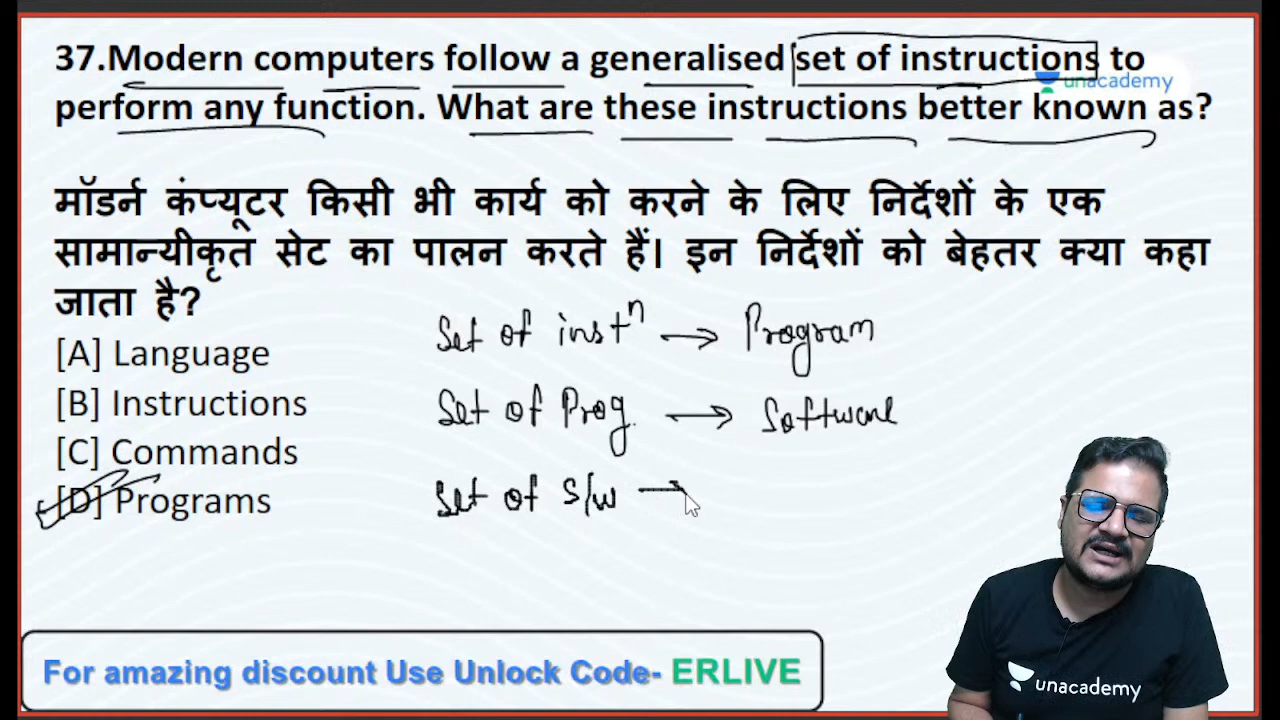 37.Modern computers follow a generalised set of instructions to
unacademy
perform any function. What are these instructions better known as?
मॉडर्न कंप्यूटर किसी भी कार्य को करने के लिए निर्देशों के एक
सामान्यीकृत सेट का पालन करते हैं। इन निर्देशों को बेहतर क्या कहा
जाता है?
Set of instⁿ → Program
[A] Language
[B] Instructions
Set of Prog. → Software
[C] Commands
[D] Programs
Set of S/W →
For amazing discount Use Unlock Code- ERLIVE
unacademy